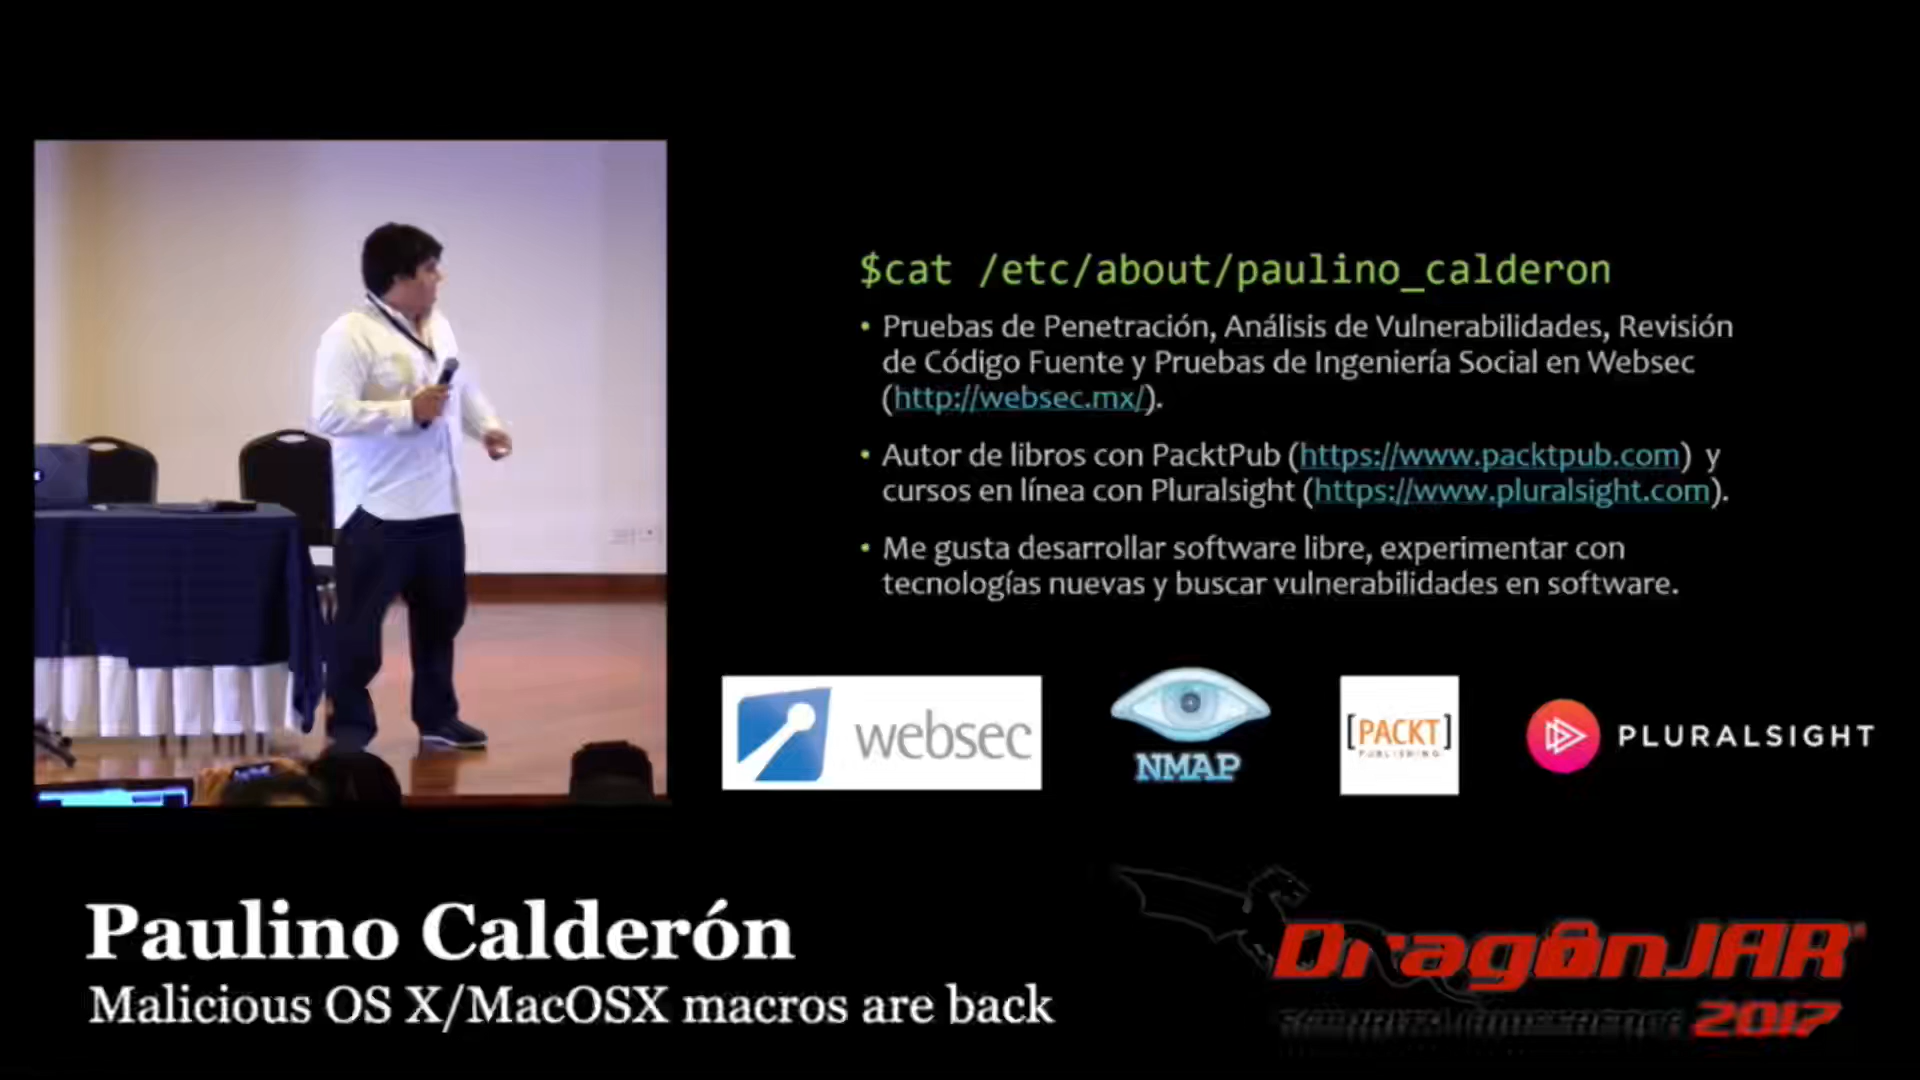 $cat /etc/about/paulino_calderon
• Pruebas de Penetración, Análisis de Vulnerabilidades, Revisión
de Código Fuente y Pruebas de Ingeniería Social en Websec
(http://websec.mx/).
• Autor de libros con PacktPub (https://www.packtpub.com) y
cursos en línea con Pluralsight (https://www.pluralsight.com).
• Me gusta desarrollar software libre, experimentar con
tecnologías nuevas y buscar vulnerabilidades en software.
websec
NMAP
[PACKT]
PUBLISHING
PLURALSIGHT
Paulino Calderón
Malicious OS X/MacOSX macros are back
DragonJAR
SECURITY CONFERENCE 2017